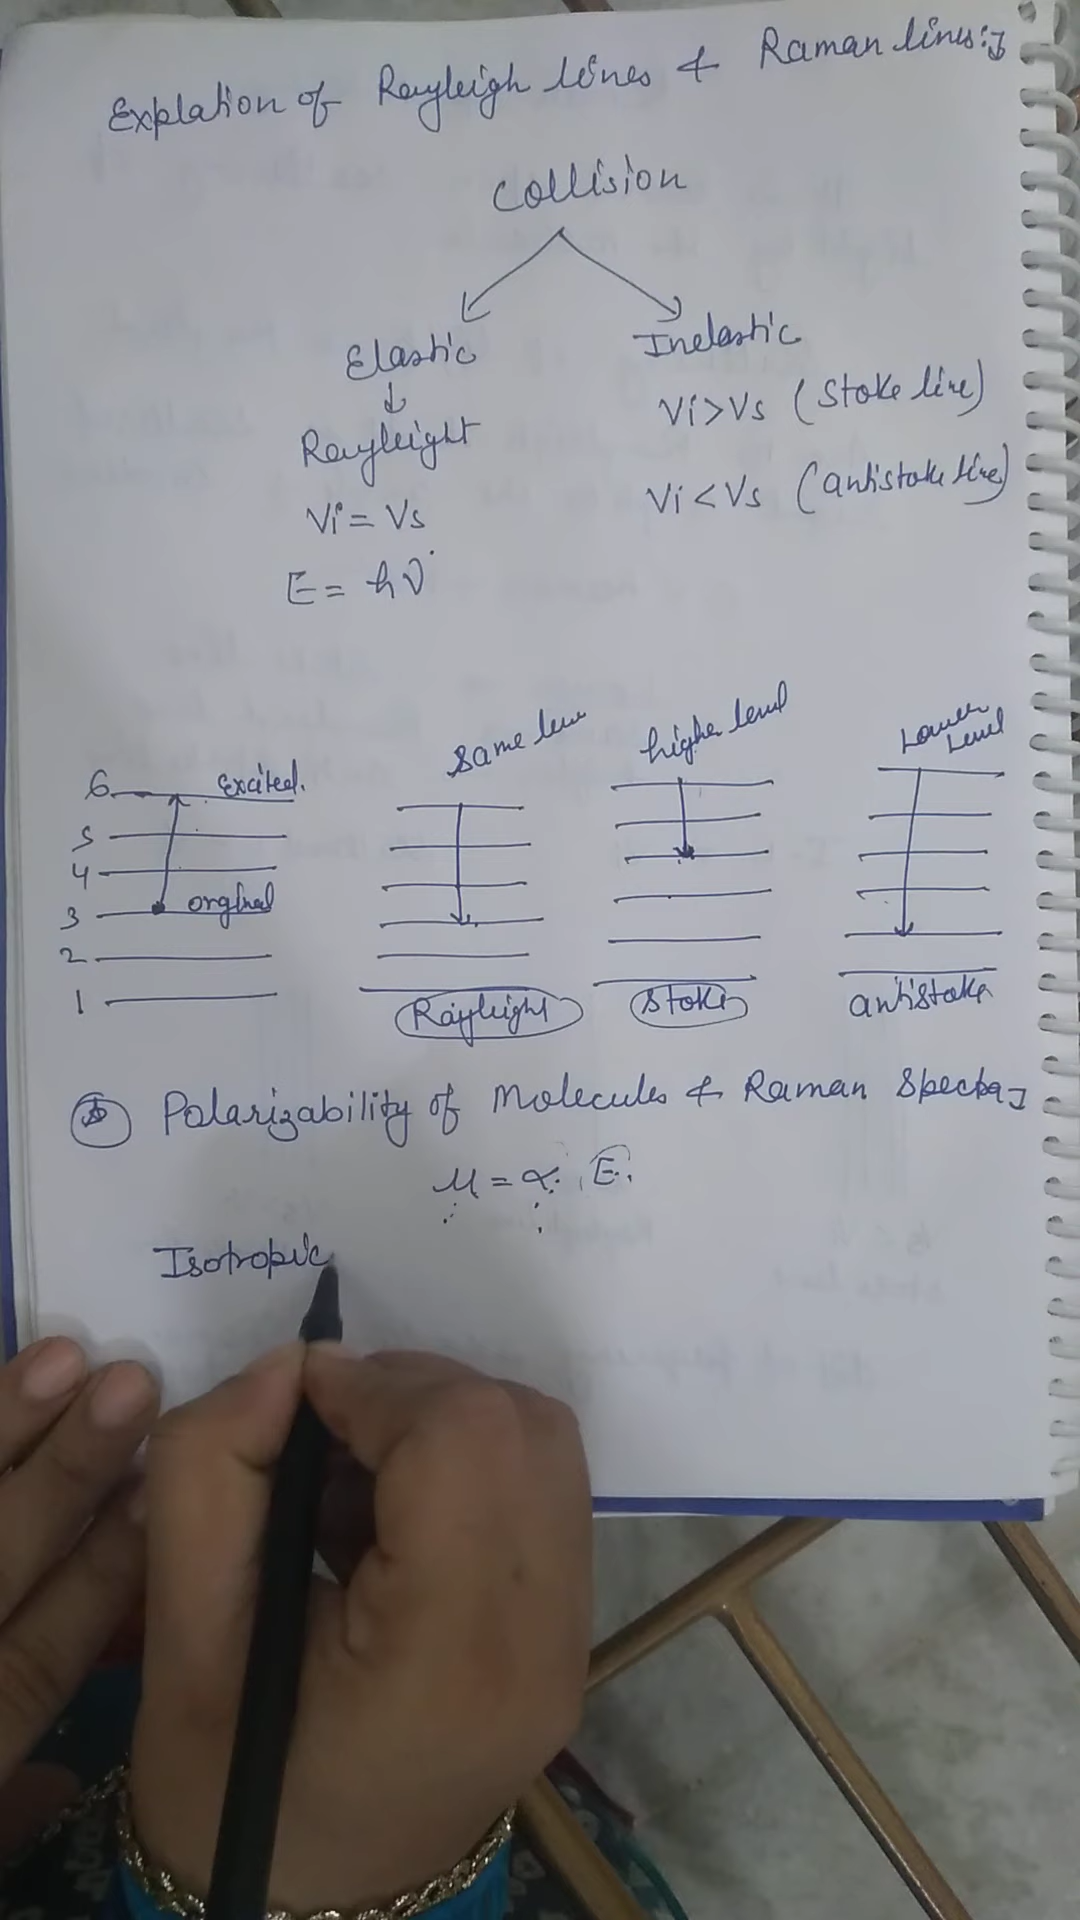 Explation of Rayleigh lines & Raman lines:-]
Collision
Elastic
Inelastic
Rayleight
Vi>Vs (Stoke line)
Vi = Vs
Vi<Vs (antistoke line)
E = hν
Same leve
highe level
Lower
Level
6 Excited.
5
4
3 orginal
2
1
Rayleight
Stoke
antistoke
Polarizability of Molecules & Raman Spectra
μ = α . E.
Isotropic